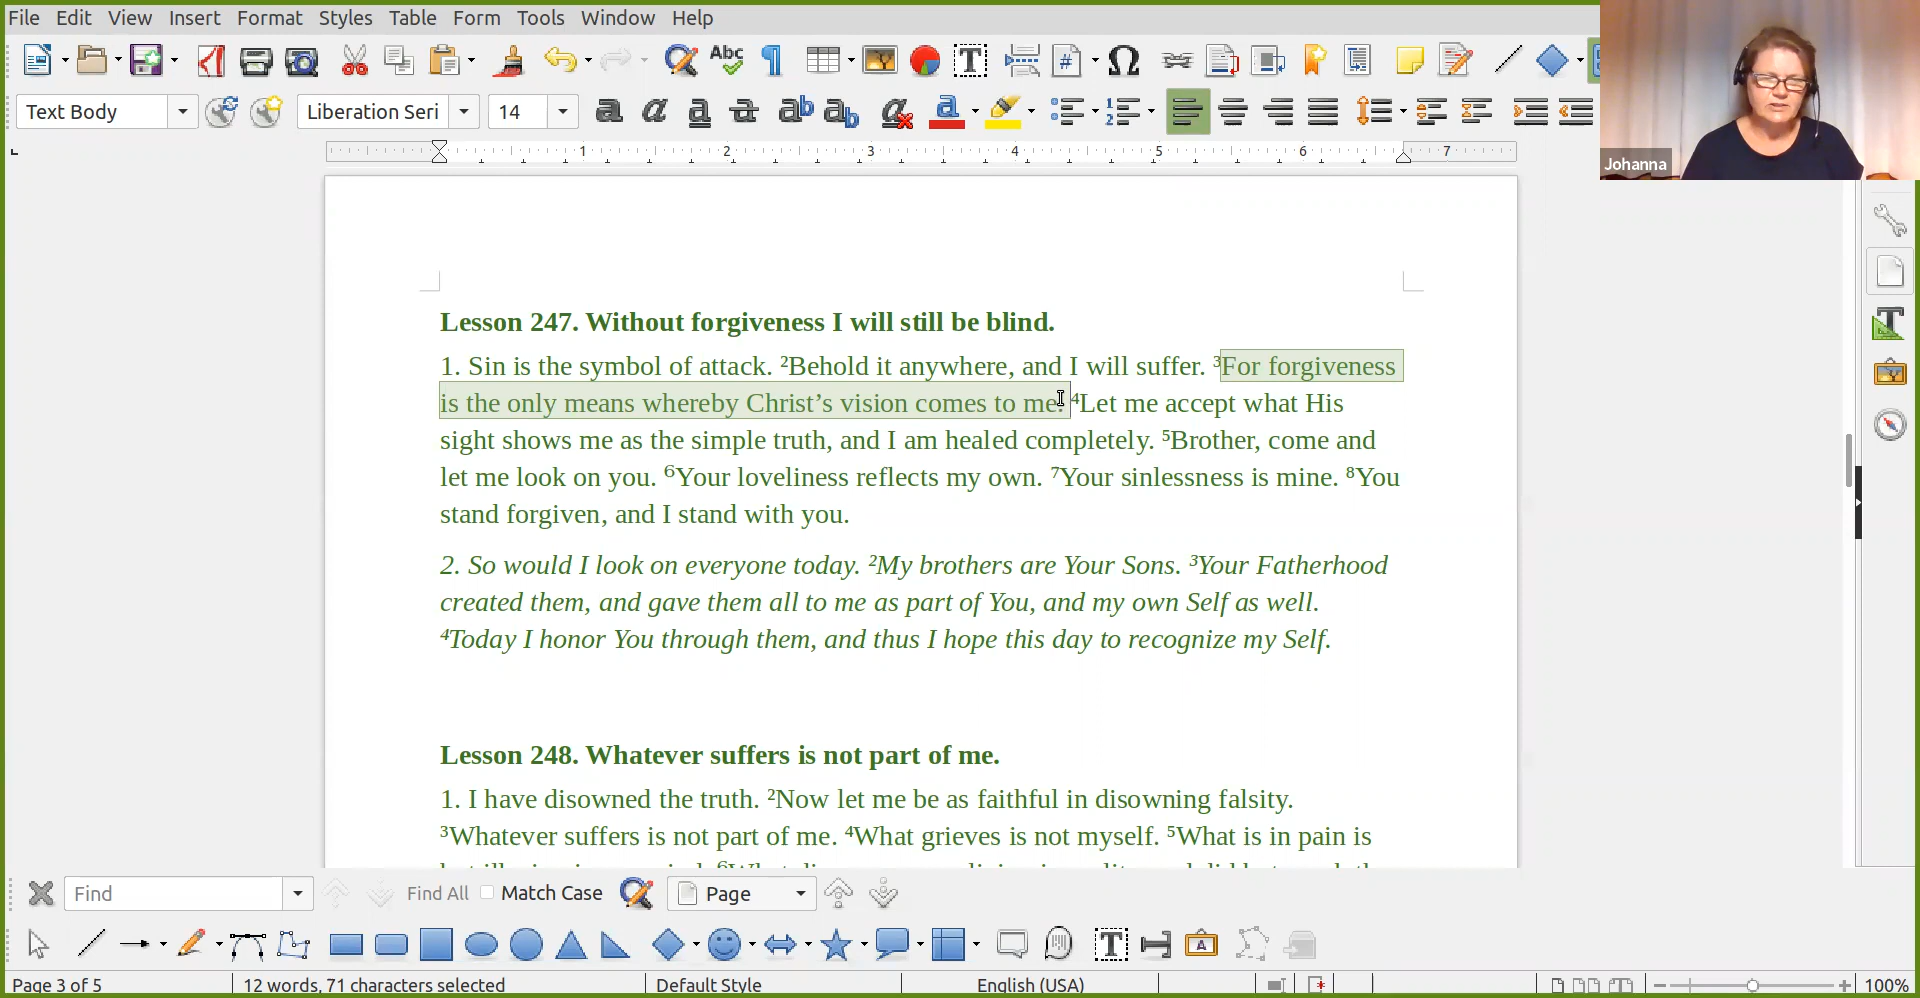 File Edit View Insert Format Styles Table Form Tools Window Help
Text Body Liberation Seri 14
Johanna
1 2 3 4 5 6 7
Lesson 247. Without forgiveness I will still be blind.
1. Sin is the symbol of attack. ²Behold it anywhere, and I will suffer. ³For forgiveness
is the only means whereby Christ’s vision comes to me. ⁴Let me accept what His
sight shows me as the simple truth, and I am healed completely. ⁵Brother, come and
let me look on you. ⁶Your loveliness reflects my own. ⁷Your sinlessness is mine. ⁸You
stand forgiven, and I stand with you.
2. So would I look on everyone today. ²My brothers are Your Sons. ³Your Fatherhood
created them, and gave them all to me as part of You, and my own Self as well.
⁴Today I honor You through them, and thus I hope this day to recognize my Self.
Lesson 248. Whatever suffers is not part of me.
1. I have disowned the truth. ²Now let me be as faithful in disowning falsity.
³Whatever suffers is not part of me. ⁴What grieves is not myself. ⁵What is in pain is
Find Find All Match Case Page
Page 3 of 5 12 words, 71 characters selected Default Style English (USA) 100%